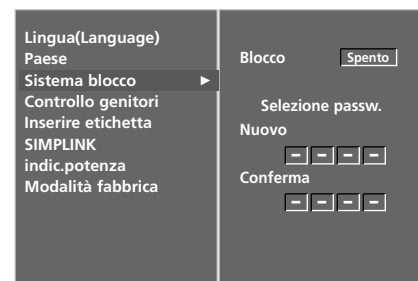 Lingua(Language)
Paese
Sistema blocco ►
Controllo genitori
Inserire etichetta
SIMPLINK
indic.potenza
Modalità fabbrica
Blocco Spento
Selezione passw.
Nuovo
– – – –
Conferma
– – – –